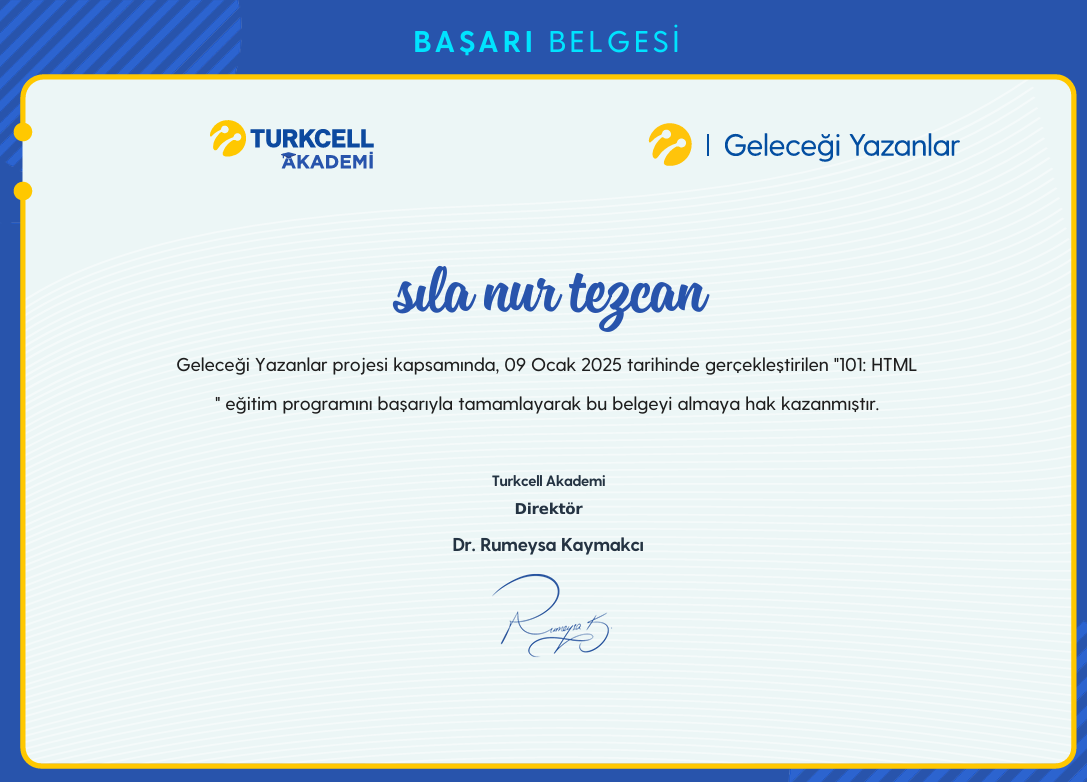 BAŞARI BELGESİ
TURKCELL
AKADEMİ
Geleceği Yazanlar
sıla nur tezcan
Geleceği Yazanlar projesi kapsamında, 09 Ocak 2025 tarihinde gerçekleştirilen "101: HTML
" eğitim programını başarıyla tamamlayarak bu belgeyi almaya hak kazanmıştır.
Turkcell Akademi
Direktör
Dr. Rumeysa Kaymakcı
Rumeysa K